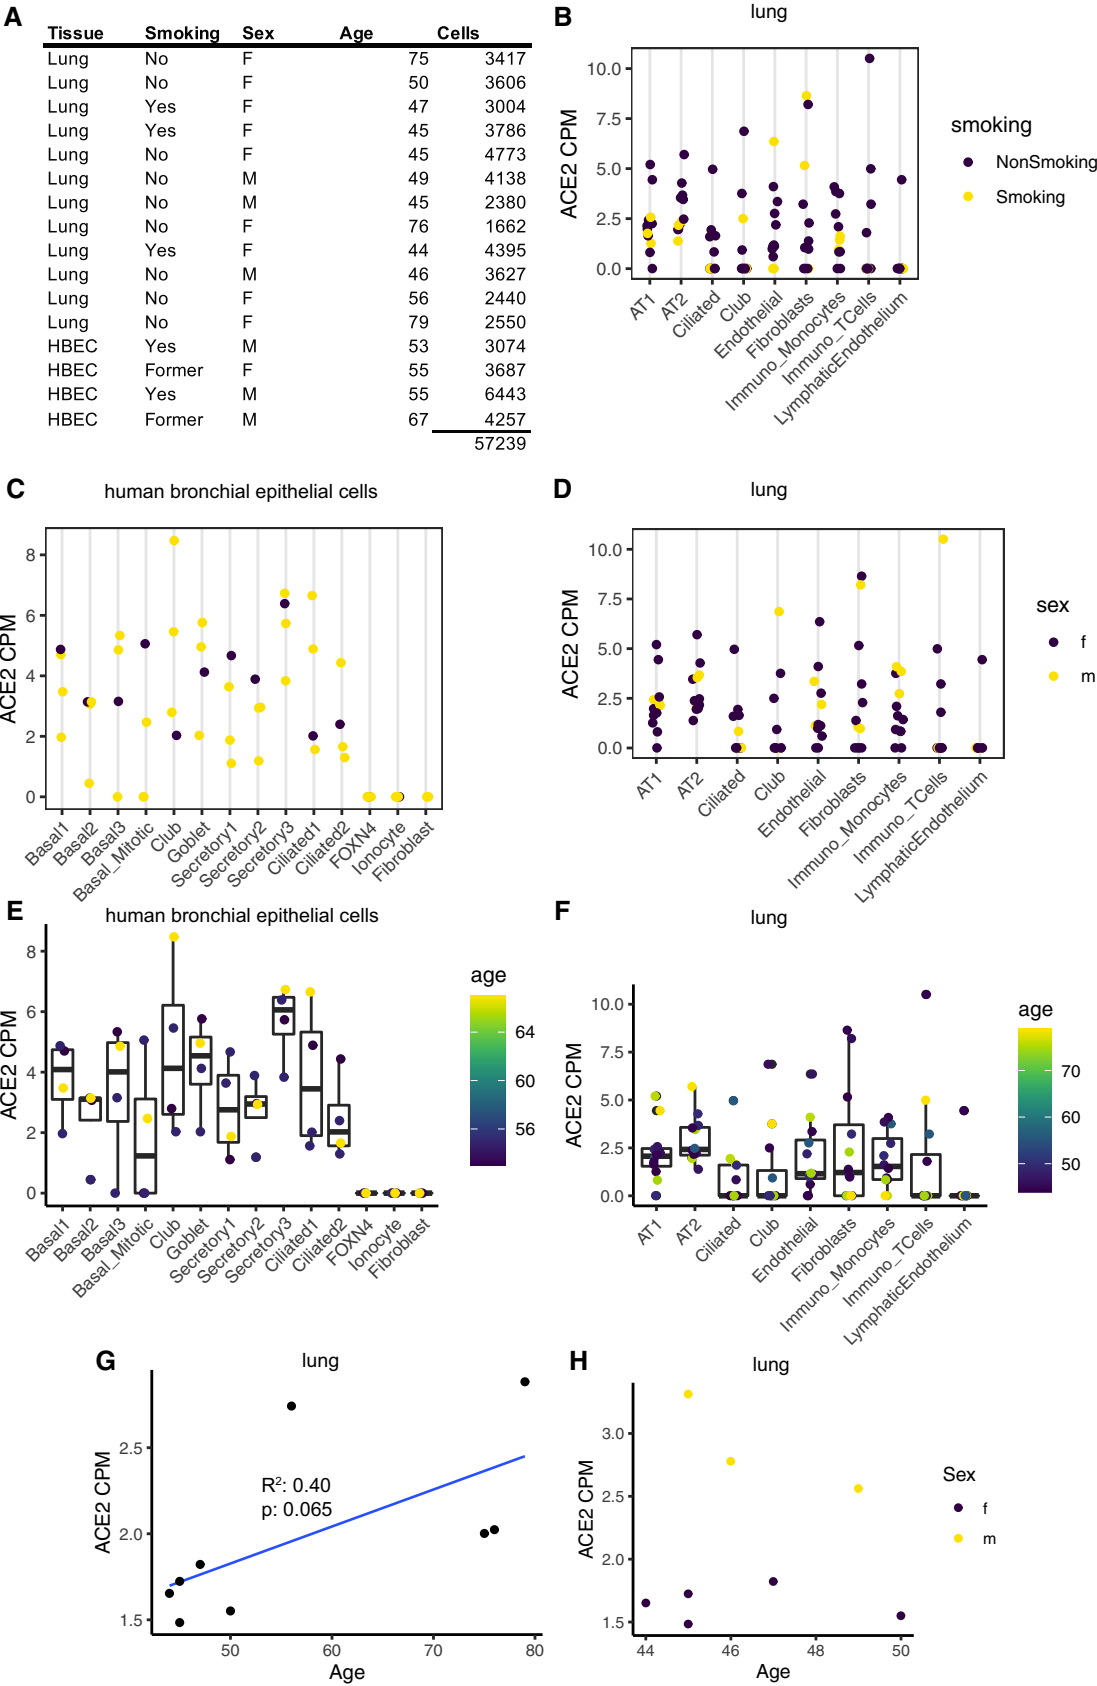 A
Tissue Smoking Sex Age Cells
Lung No F 75 3417
Lung No F 50 3606
Lung Yes F 47 3004
Lung Yes F 45 3786
Lung No F 45 4773
Lung No M 49 4138
Lung No M 45 2380
Lung No F 76 1662
Lung Yes F 44 4395
Lung No M 46 3627
Lung No F 56 2440
Lung No F 79 2550
HBEC Yes M 53 3074
HBEC Former F 55 3687
HBEC Yes M 55 6443
HBEC Former M 67 4257
57239
B
lung
ACE2 CPM
10.0
7.5
5.0
2.5
0.0
AT1
AT2
Ciliated
Club
Endothelial
Fibroblasts
Immuno_Monocytes
Immuno_TCells
LymphaticEndothelium
smoking
NonSmoking
Smoking
C
human bronchial epithelial cells
ACE2 CPM
8
6
4
2
0
Basal1
Basal2
Basal3
Basal_Mitotic
Club
Goblet
Secretory1
Secretory2
Secretory3
Ciliated1
Ciliated2
FOXN4
Ionocyte
Fibroblast
D
lung
ACE2 CPM
10.0
7.5
5.0
2.5
0.0
AT1
AT2
Ciliated
Club
Endothelial
Fibroblasts
Immuno_Monocytes
Immuno_TCells
LymphaticEndothelium
sex
f
m
E
human bronchial epithelial cells
ACE2 CPM
8
6
4
2
0
Basal1
Basal2
Basal3
Basal_Mitotic
Club
Goblet
Secretory1
Secretory2
Secretory3
Ciliated1
Ciliated2
FOXN4
Ionocyte
Fibroblast
age
64
60
56
F
lung
ACE2 CPM
10.0
7.5
5.0
2.5
0.0
AT1
AT2
Ciliated
Club
Endothelial
Fibroblasts
Immuno_Monocytes
Immuno_TCells
LymphaticEndothelium
age
70
60
50
G
lung
ACE2 CPM
2.5
2.0
1.5
R²: 0.40
p: 0.065
50 60 70 80
Age
H
lung
ACE2 CPM
3.0
2.5
2.0
1.5
44 46 48 50
Age
Sex
f
m